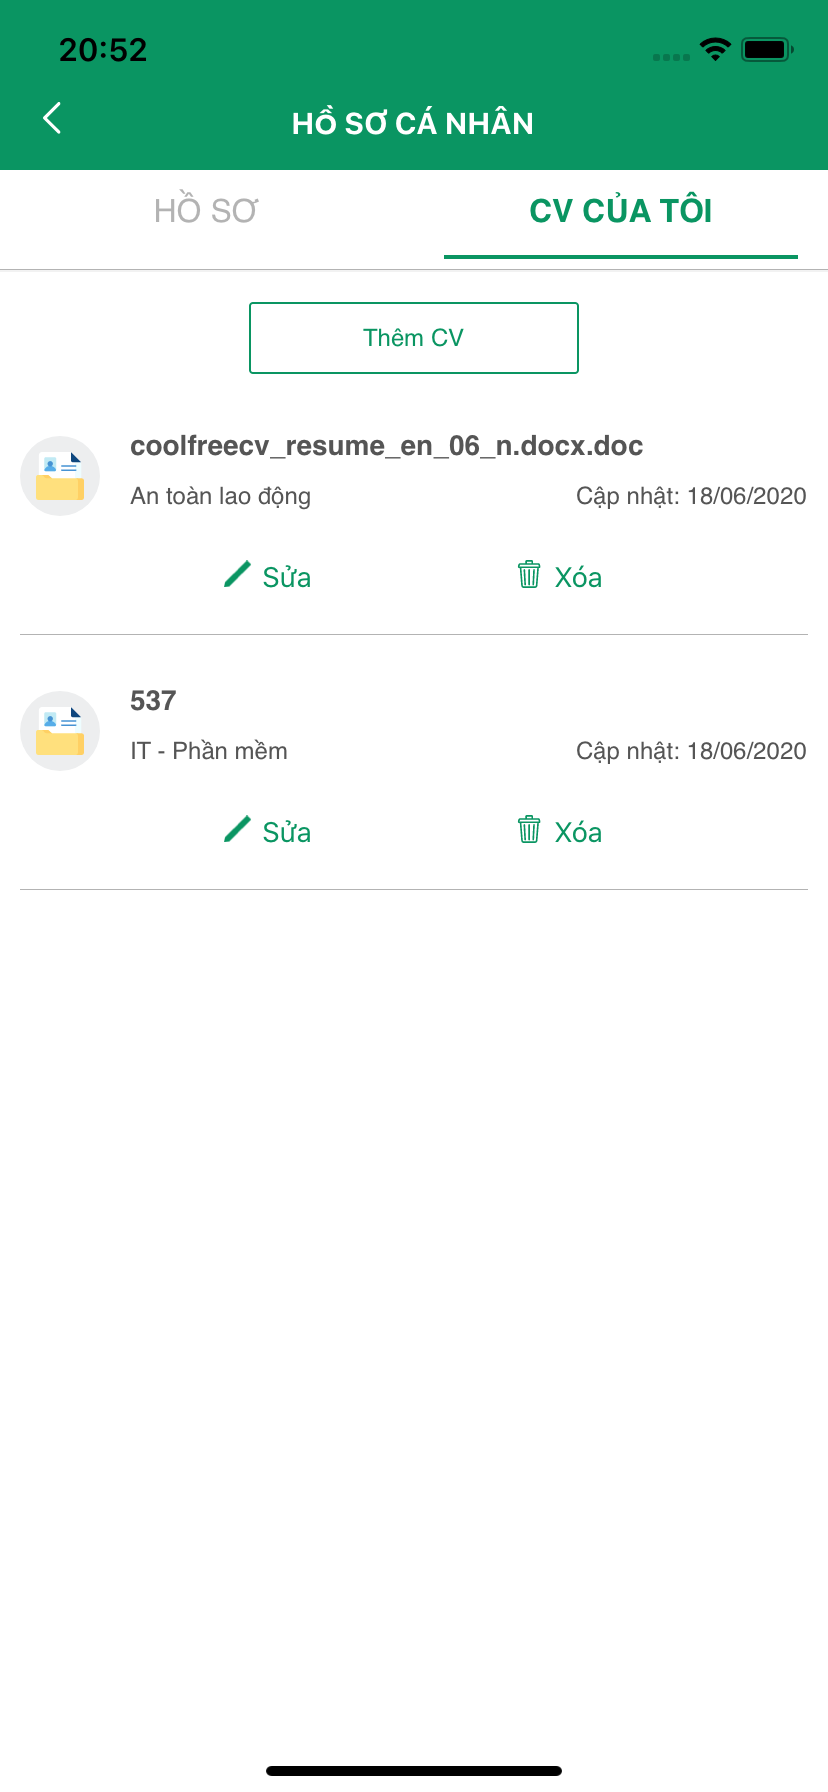 20:52
HỒ SƠ CÁ NHÂN
HỒ SƠ
CV CỦA TÔI
Thêm CV
coolfreecv_resume_en_06_n.docx.doc
An toàn lao động
Cập nhật: 18/06/2020
Sửa
Xóa
537
IT - Phần mềm
Cập nhật: 18/06/2020
Sửa
Xóa